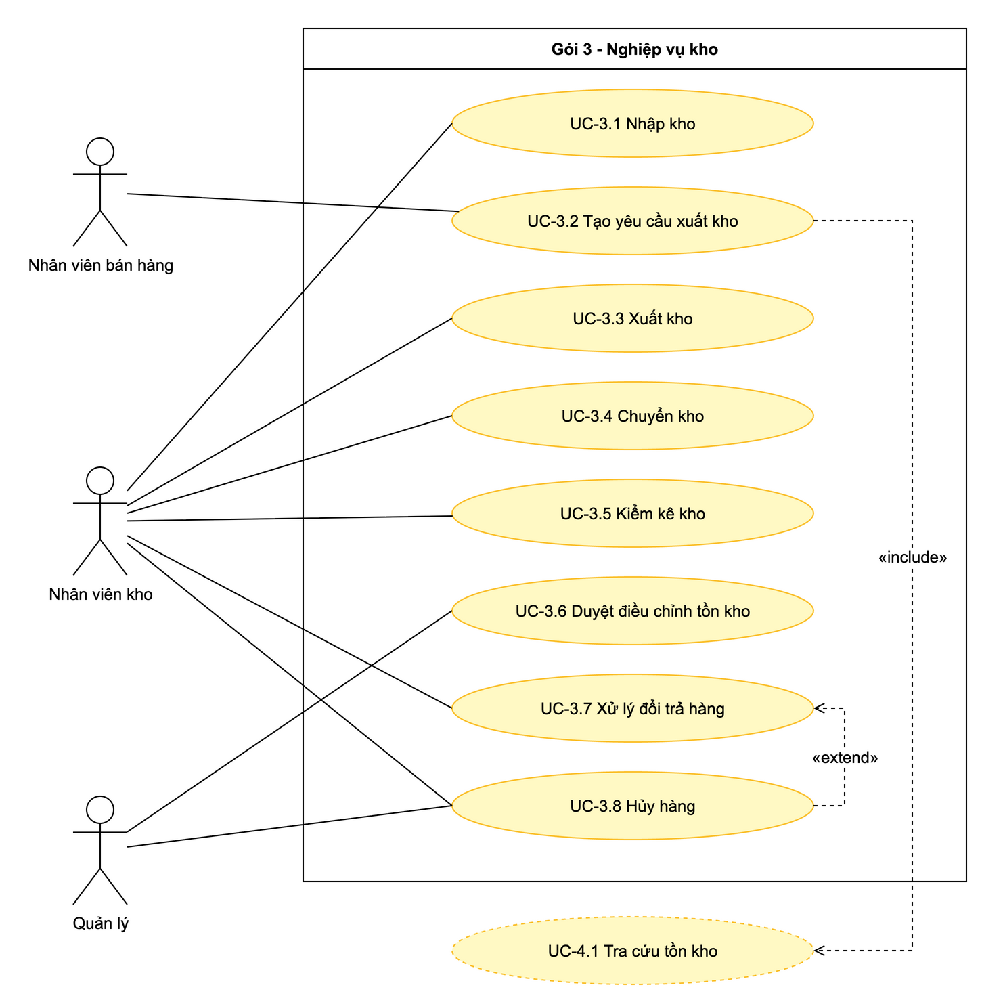 Gói 3 - Nghiệp vụ kho
UC-3.1 Nhập kho
UC-3.2 Tạo yêu cầu xuất kho
Nhân viên bán hàng
UC-3.3 Xuất kho
UC-3.4 Chuyển kho
UC-3.5 Kiểm kê kho
«include»
Nhân viên kho
UC-3.6 Duyệt điều chỉnh tồn kho
UC-3.7 Xử lý đổi trả hàng
«extend»
UC-3.8 Hủy hàng
Quản lý
UC-4.1 Tra cứu tồn kho